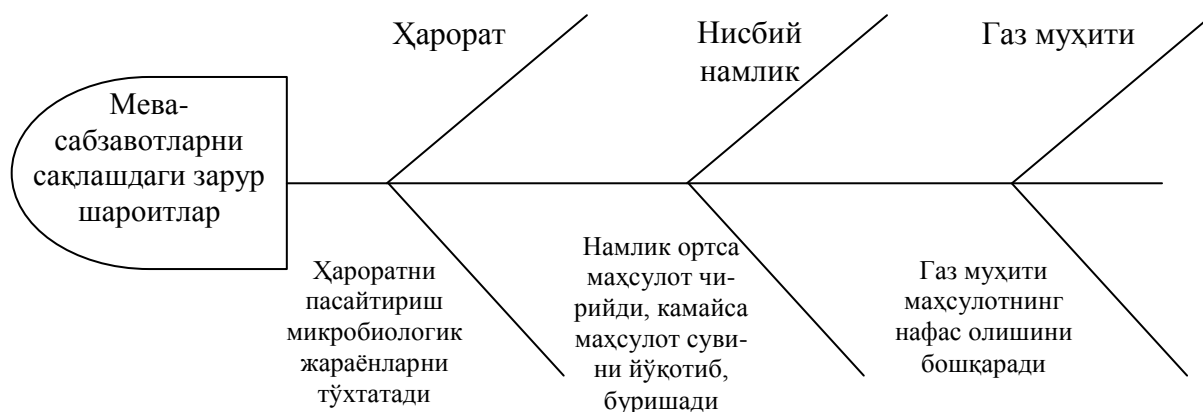 Мева-
сабзавотларни
сақлашдаги зарур
шароитлар
Ҳарорат
Нисбий
намлик
Газ муҳити
Ҳароратни
пасайтириш
микробиологик
жараёнларни
тўхтатади
Намлик ортса
маҳсулот чи-
рийди, камайса
маҳсулот суви-
ни йўқотиб,
буришади
Газ муҳити
маҳсулотнинг
нафас олишини
бошқаради